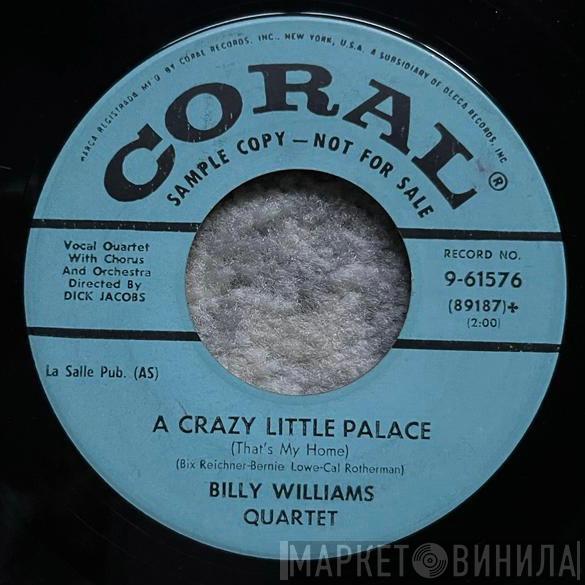 MARCA REGISTRADA MF'D BY CORAL RECORDS, INC., NEW YORK, U.S.A. A SUBSIDIARY OF DECCA RECORDS, INC.
CORAL®
SAMPLE COPY — NOT FOR SALE
Vocal Quartet
With Chorus
And Orchestra
Directed By
DICK JACOBS
RECORD NO.
9-61576
(89187)+
(2:00)
La Salle Pub. (AS)
A CRAZY LITTLE PALACE
(That's My Home)
(Bix Reichner-Bernie Lowe-Cal Rotherman)
BILLY WILLIAMS
QUARTET
МАРКЕТ ВИНИЛА